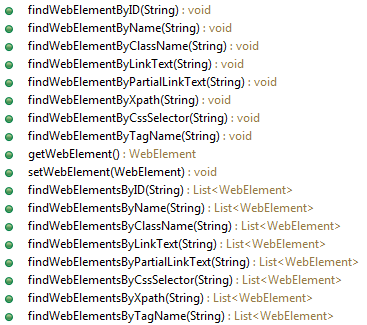 findWebElementByID(String) : void
findWebElementByName(String) : void
findWebElementByClassName(String) : void
findWebElementByLinkText(String) : void
findWebElementByPartialLinkText(String) : void
findWebElementByXpath(String) : void
findWebElementByCssSelector(String) : void
findWebElementByTagName(String) : void
getWebElement() : WebElement
setWebElement(WebElement) : void
findWebElementsByID(String) : List<WebElement>
findWebElementsByName(String) : List<WebElement>
findWebElementsByClassName(String) : List<WebElement>
findWebElementsByLinkText(String) : List<WebElement>
findWebElementsByPartialLinkText(String) : List<WebElement>
findWebElementsByCssSelector(String) : List<WebElement>
findWebElementsByXpath(String) : List<WebElement>
findWebElementsByTagName(String) : List<WebElement>